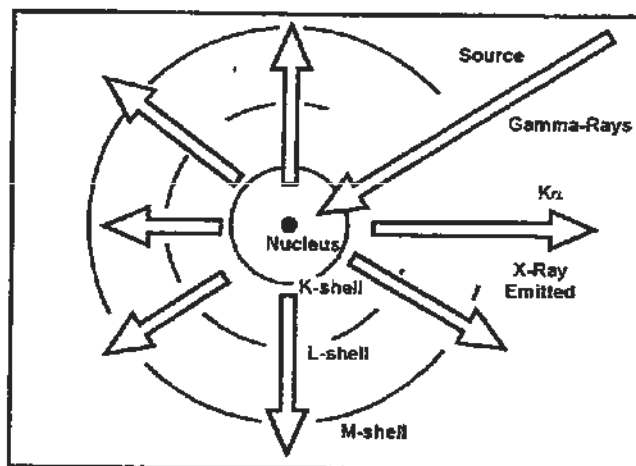 Source
Gamma-Rays
Kα
Nucleus
X-Ray
Emitted
K-shell
L-shell
M-shell